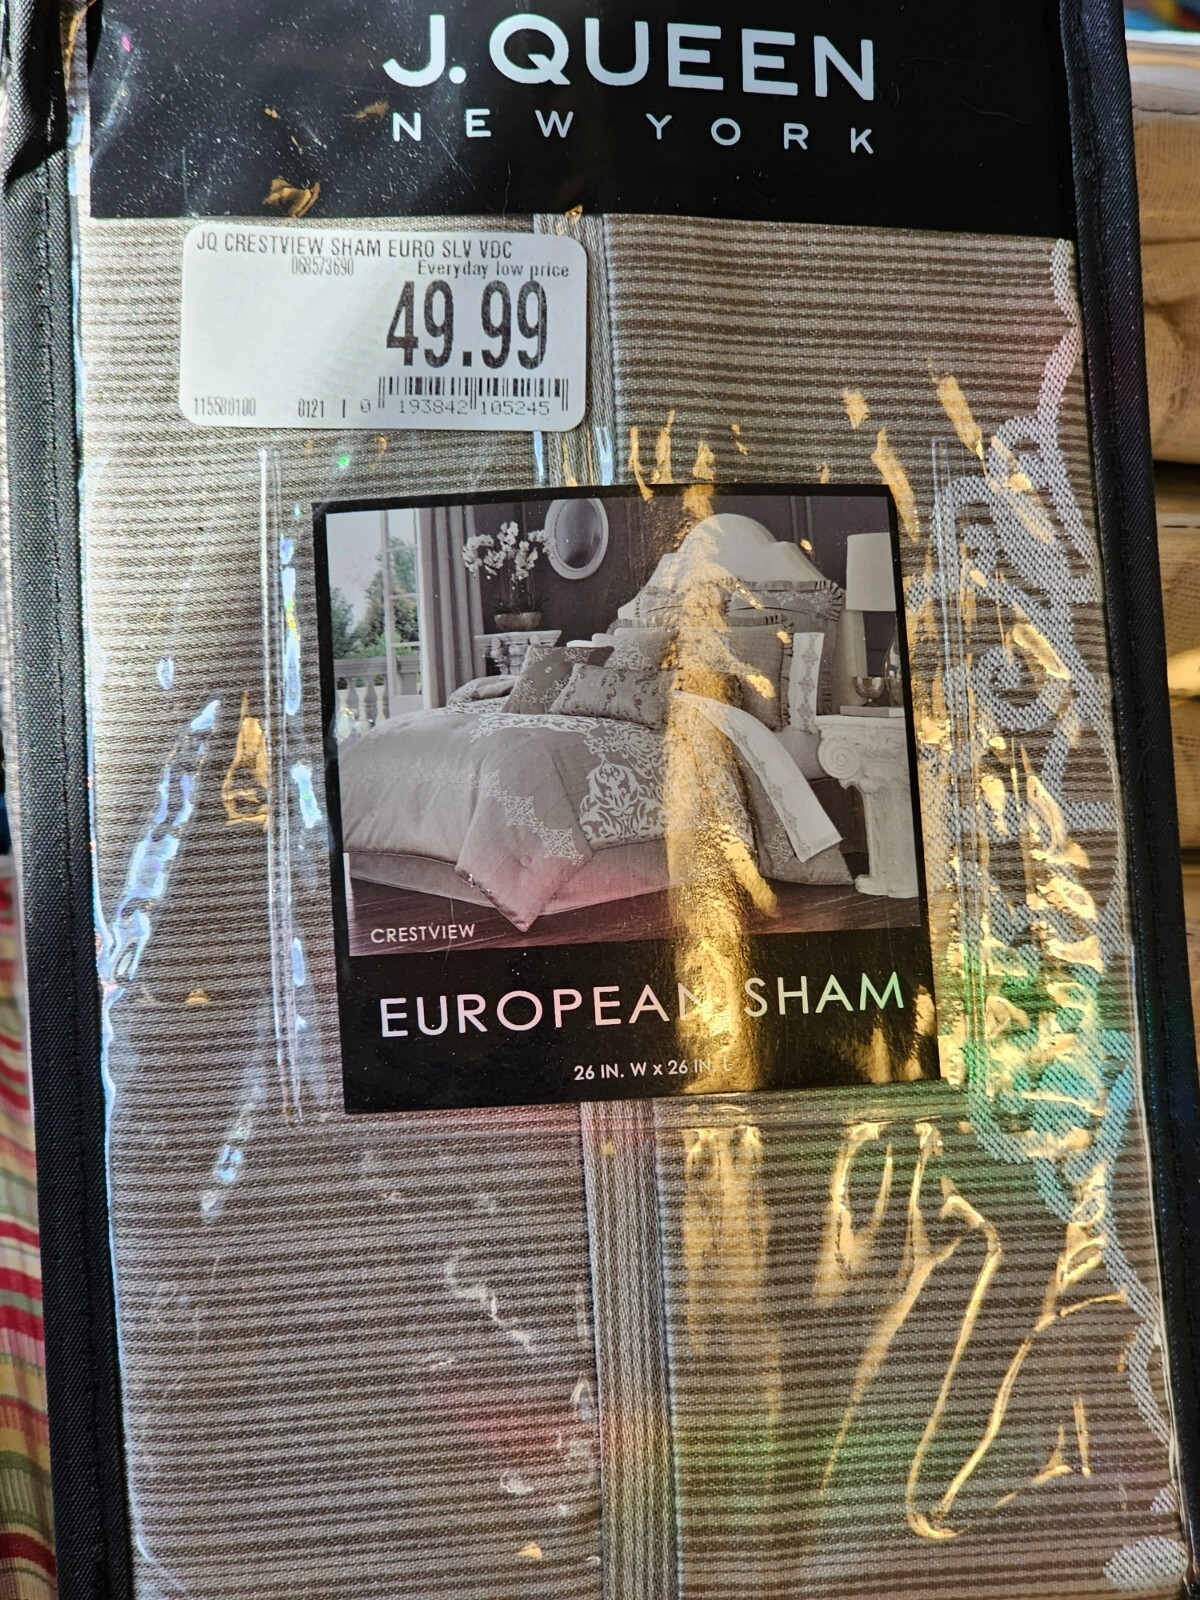 J. QUEEN
NEW YORK
JQ CRESTVIEW SHAM EURO SLV VDC
068573690 Everyday low price
49.99
115580100 0121 I 0 193842 105245
CRESTVIEW
EUROPEAN SHAM
26 IN. W x 26 IN. L